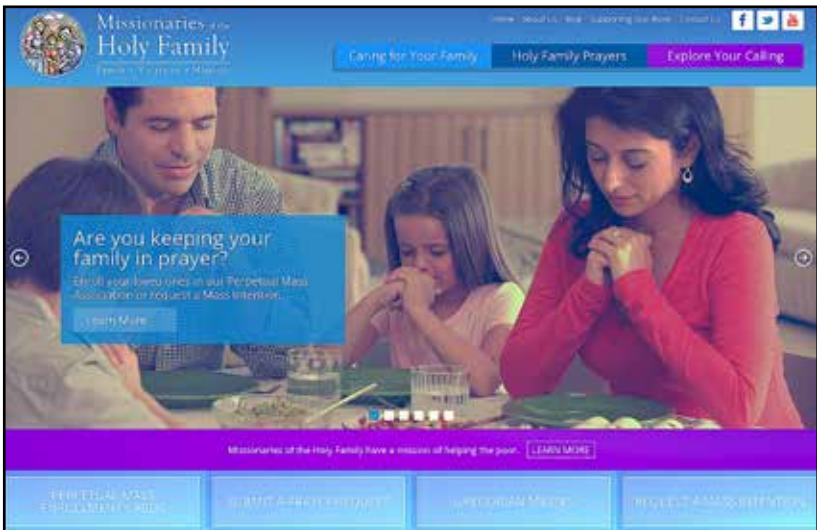 Missionaries of the
Holy Family
Home About Us Blog Supporting Our Work Contact Us
Caring for Your Family
Holy Family Prayers
Explore Your Calling
Are you keeping your
family in prayer?
Enroll your loved ones in our Perpetual Mass
Association or request a Mass Intention.
Learn More
Missionaries of the Holy Family have a mission of helping the poor. LEARN MORE
PERPETUAL MASS
ENROLLMENT CARDS
SUBMIT A PRAYER REQUEST
GREGORIAN MASSES
REQUEST A MASS INTENTION